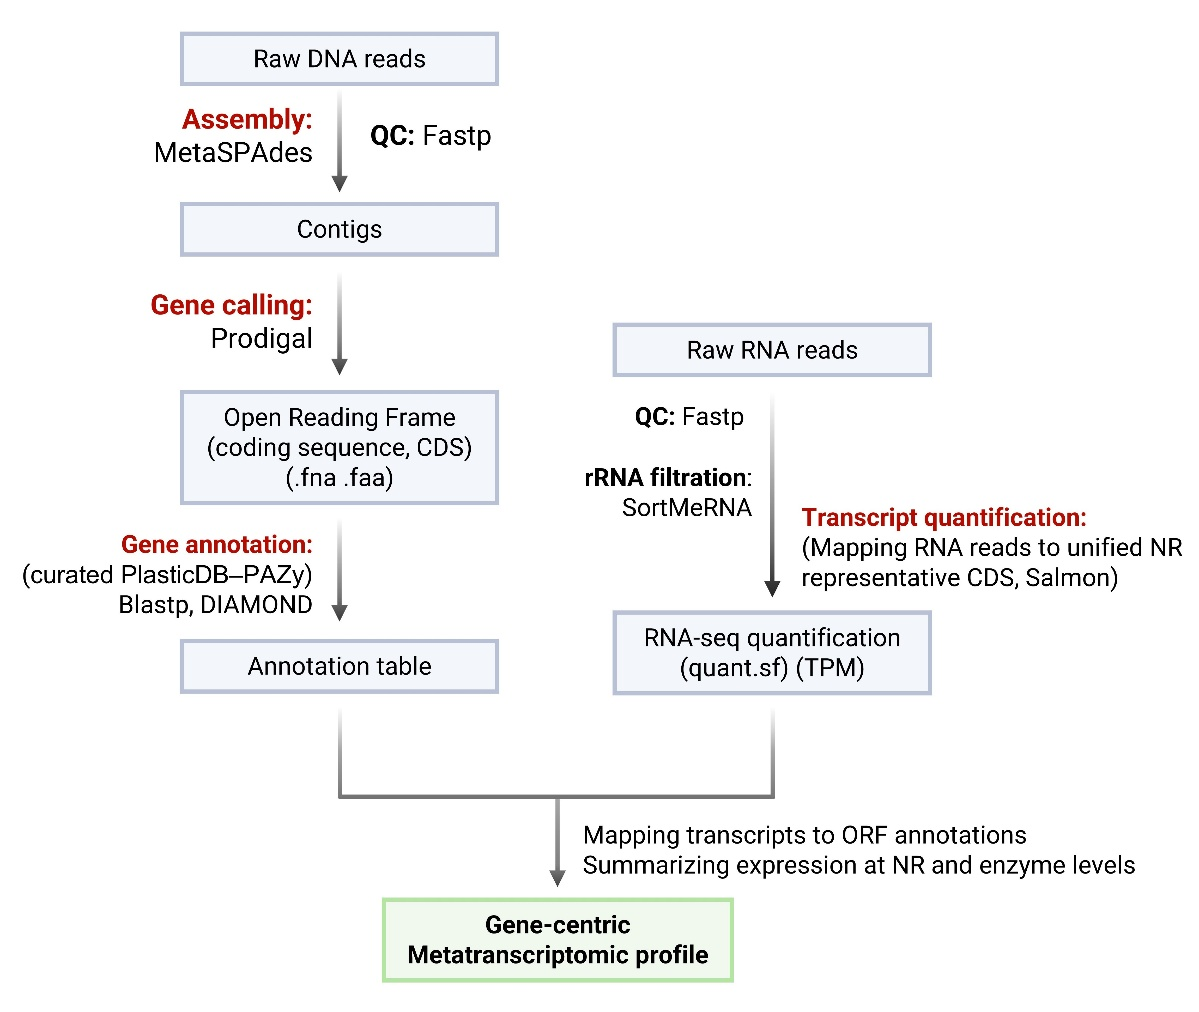 Raw DNA reads
Assembly:
MetaSPAdes
QC: Fastp
Contigs
Gene calling:
Prodigal
Open Reading Frame
(coding sequence, CDS)
(.fna .faa)
Gene annotation:
(curated PlasticDB–PAZy)
Blastp, DIAMOND
Annotation table
Raw RNA reads
QC: Fastp
rRNA filtration:
SortMeRNA
Transcript quantification:
(Mapping RNA reads to unified NR
representative CDS, Salmon)
RNA-seq quantification
(quant.sf) (TPM)
Mapping transcripts to ORF annotations
Summarizing expression at NR and enzyme levels
Gene-centric
Metatranscriptomic profile